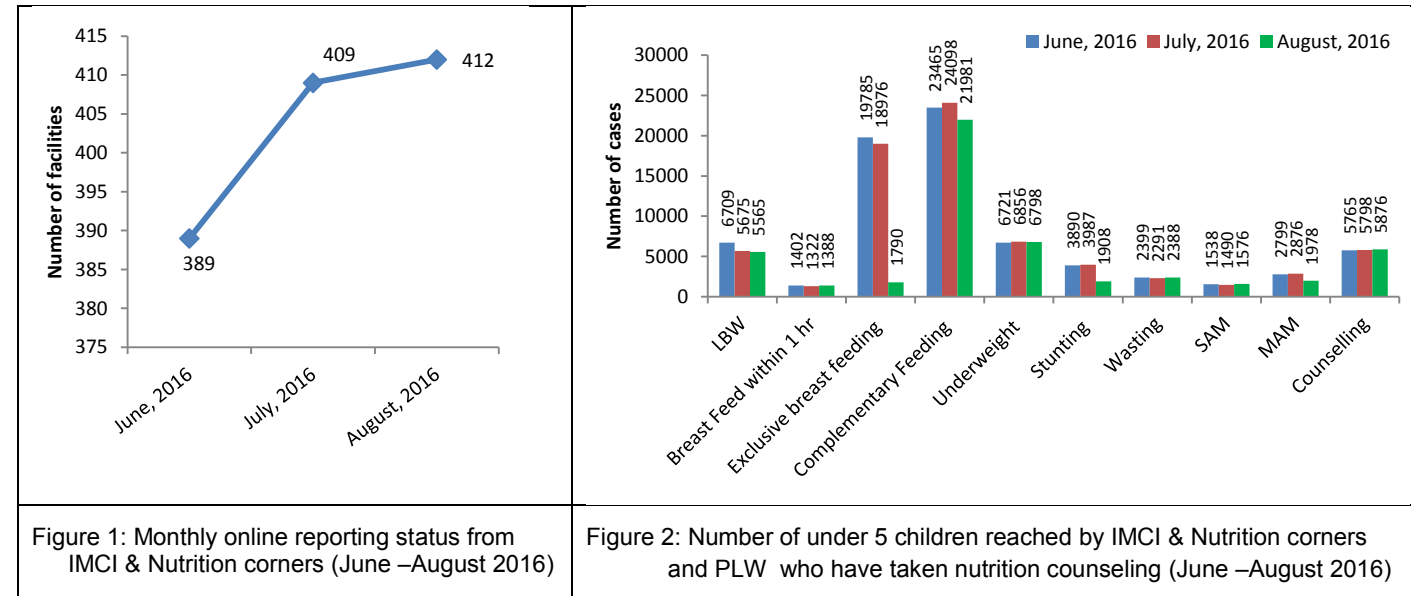 415
410
405
400
395
390
385
380
375
Number of facilities
389
409
412
June, 2016
July, 2016
August, 2016
Figure 1: Monthly online reporting status from
IMCI & Nutrition corners (June –August 2016)
June, 2016 July, 2016 August, 2016
30000
25000
20000
15000
10000
5000
0
Number of cases
6709
5675
5565
1402
1322
1388
19785
18976
1790
23465
24098
21981
6721
6856
6798
3890
3987
1908
2399
2291
2388
1538
1490
1576
2799
2876
1978
5765
5798
5876
LBW
Breast Feed within 1 hr
Exclusive breast feeding
Complementary Feeding
Underweight
Stunting
Wasting
SAM
MAM
Counselling
Figure 2: Number of under 5 children reached by IMCI & Nutrition corners
and PLW who have taken nutrition counseling (June –August 2016)